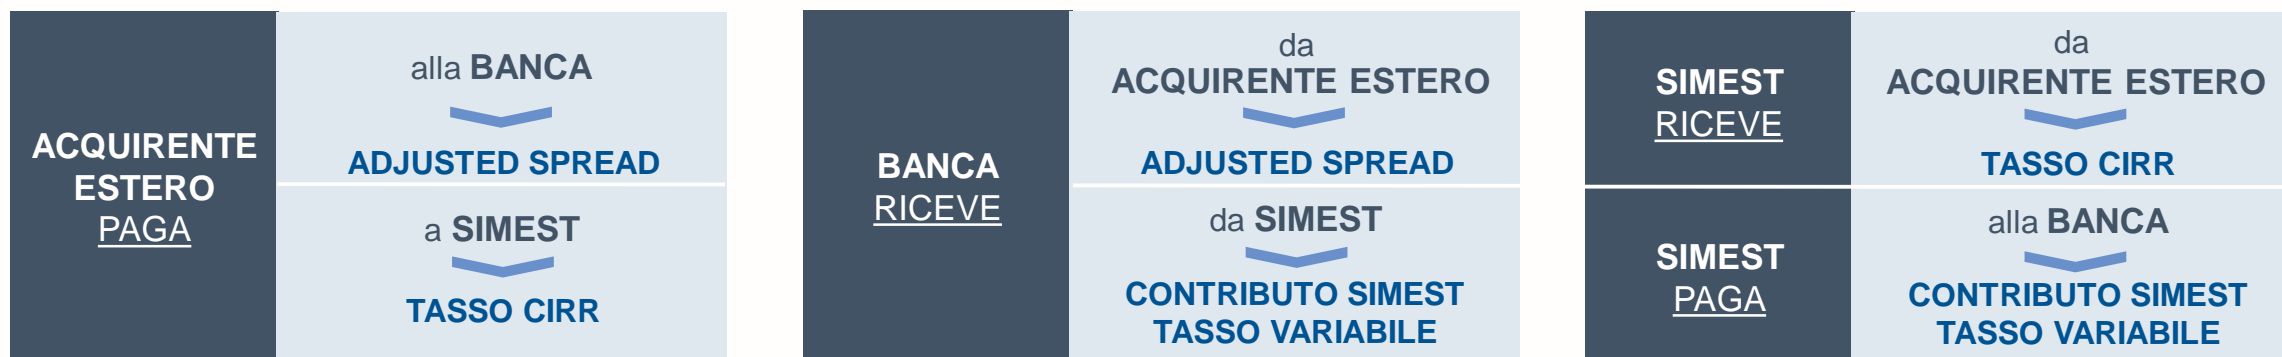 ACQUIRENTE
ESTERO
PAGA
alla BANCA
ADJUSTED SPREAD
a SIMEST
TASSO CIRR
BANCA
RICEVE
da
ACQUIRENTE ESTERO
ADJUSTED SPREAD
da SIMEST
CONTRIBUTO SIMEST
TASSO VARIABILE
SIMEST
RICEVE
da
ACQUIRENTE ESTERO
TASSO CIRR
SIMEST
PAGA
alla BANCA
CONTRIBUTO SIMEST
TASSO VARIABILE